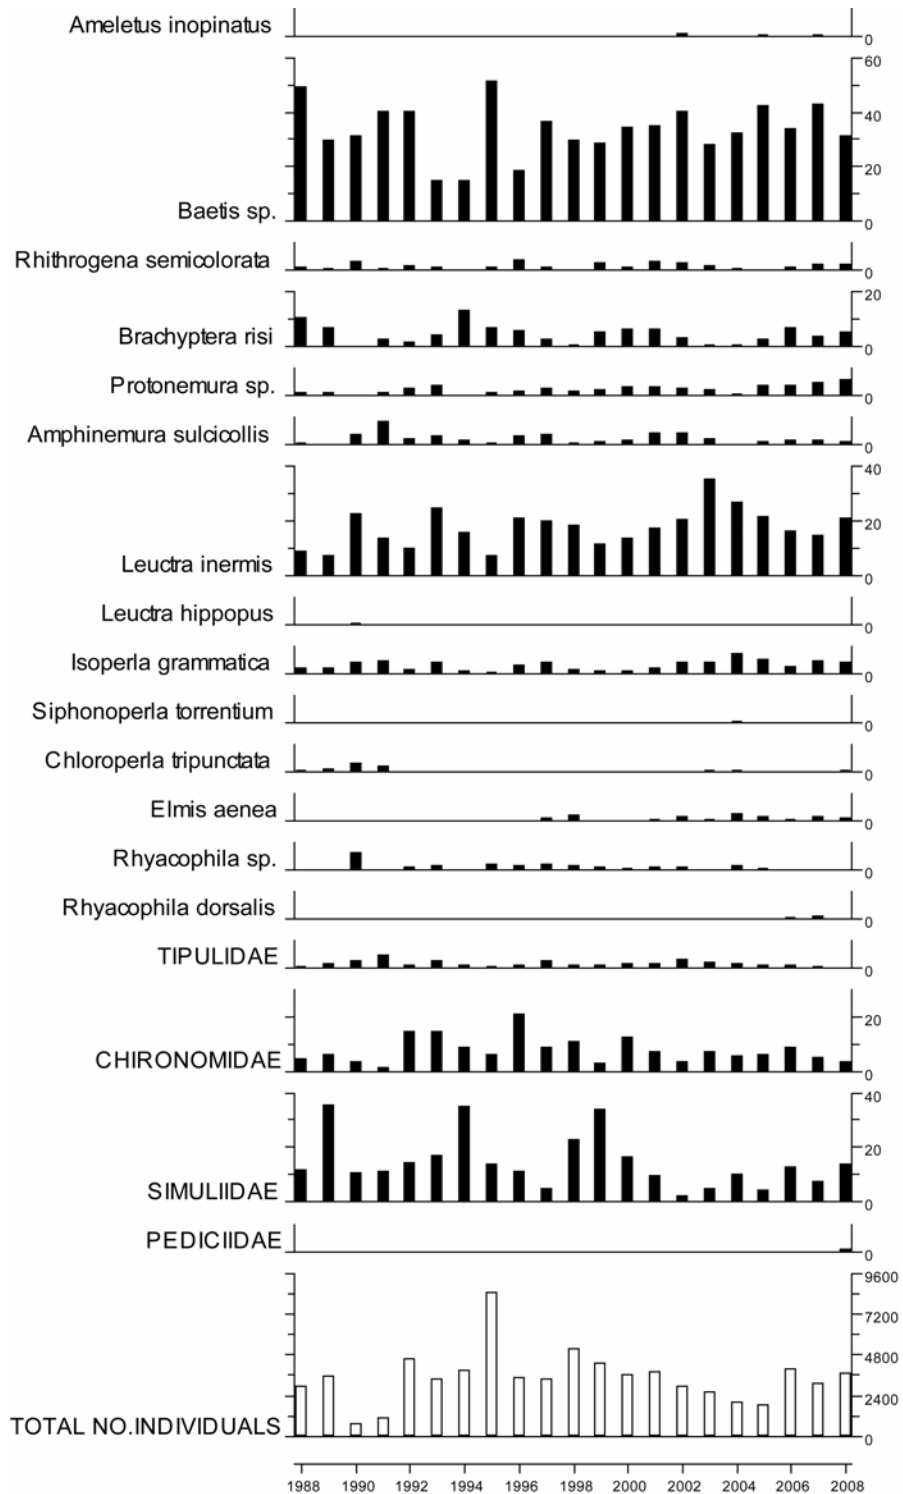 Ameletus inopinatus
0
60
40
20
Baetis sp.
0
Rhithrogena semicolorata
0
20
Brachyptera risi
0
Protonemura sp.
0
Amphinemura sulcicollis
0
40
20
Leuctra inermis
0
Leuctra hippopus
0
Isoperla grammatica
0
Siphonoperla torrentium
0
Chloroperla tripunctata
0
Elmis aenea
0
Rhyacophila sp.
0
Rhyacophila dorsalis
0
TIPULIDAE
0
20
CHIRONOMIDAE
0
40
20
SIMULIIDAE
0
PEDICIIDAE
0
9600
7200
4800
2400
TOTAL NO.INDIVIDUALS
0
1988 1990 1992 1994 1996 1998 2000 2002 2004 2006 2008